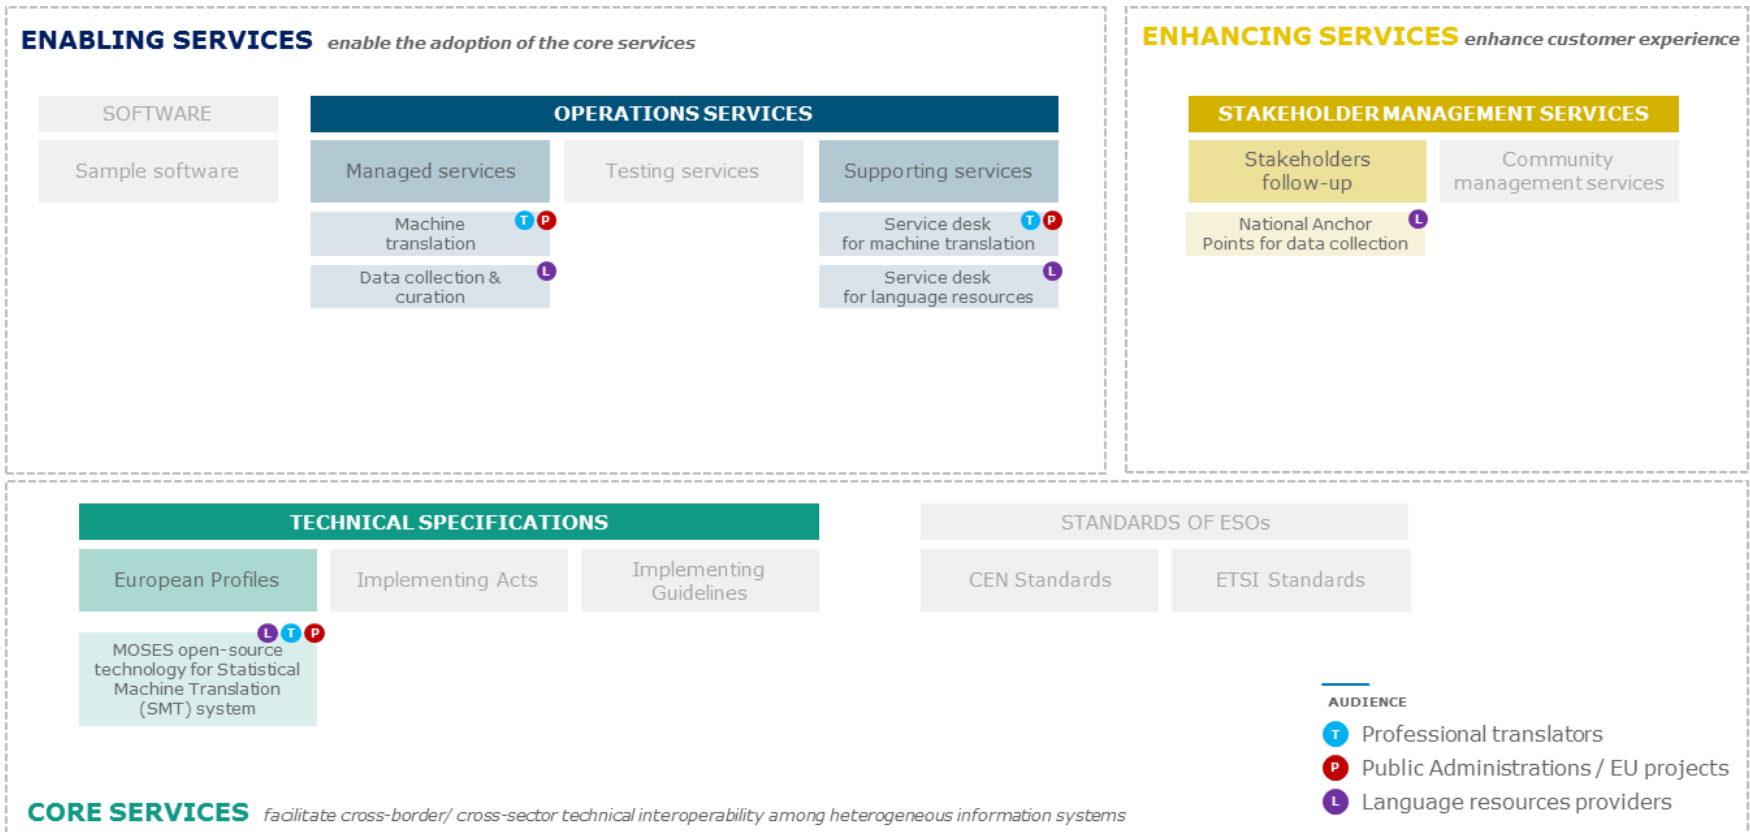 ENABLING SERVICES enable the adoption of the core services
SOFTWARE
Sample software
OPERATIONS SERVICES
Managed services
Testing services
Supporting services
Machine
translation
T P
Data collection &
curation
L
Service desk
for machine translation
T P
Service desk
for language resources
L
ENHANCING SERVICES enhance customer experience
STAKEHOLDER MANAGEMENT SERVICES
Stakeholders
follow-up
Community
management services
National Anchor
Points for data collection
L
TECHNICAL SPECIFICATIONS
European Profiles
Implementing Acts
Implementing
Guidelines
L T P
MOSES open-source
technology for Statistical
Machine Translation
(SMT) system
STANDARDS OF ESOs
CEN Standards
ETSI Standards
AUDIENCE
T Professional translators
P Public Administrations / EU projects
L Language resources providers
CORE SERVICES facilitate cross-border/ cross-sector technical interoperability among heterogeneous information systems